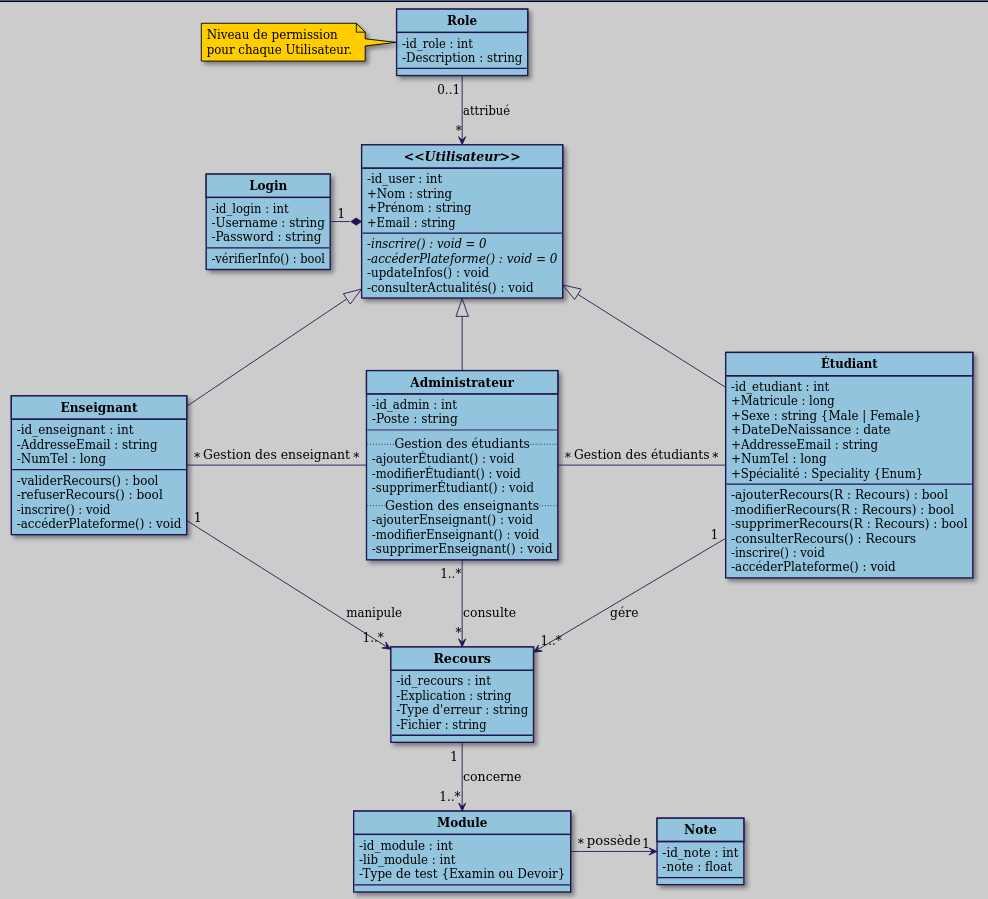 Role
-id_role : int
-Description : string
Niveau de permission
pour chaque Utilisateur.
0..1
attribué
*
<<Utilisateur>>
-id_user : int
+Nom : string
+Prénom : string
+Email : string
-inscrire() : void = 0
-accéderPlateforme() : void = 0
-updateInfos() : void
-consulterActualités() : void
Login
-id_login : int
-Username : string
-Password : string
-vérifierInfo() : bool
1
Enseignant
-id_enseignant : int
-AddresseEmail : string
-NumTel : long
-validerRecours() : bool
-refuserRecours() : bool
-inscrire() : void
-accéderPlateforme() : void
* Gestion des enseignant *
Administrateur
-id_admin : int
-Poste : string
Gestion des étudiants
-ajouterÉtudiant() : void
-modifierÉtudiant() : void
-supprimerÉtudiant() : void
Gestion des enseignants
-ajouterEnseignant() : void
-modifierEnseignant() : void
-supprimerEnseignant() : void
* Gestion des étudiants *
Étudiant
-id_etudiant : int
+Matricule : long
+Sexe : string {Male | Female}
+DateDeNaissance : date
+AddresseEmail : string
+NumTel : long
+Spécialité : Speciality {Enum}
-ajouterRecours(R : Recours) : bool
-modifierRecours(R : Recours) : bool
-supprimerRecours(R : Recours) : bool
-consulterRecours() : Recours
-inscrire() : void
-accéderPlateforme() : void
1
manipule
1..*
1..*
consulte
*
1
gére
1..*
Recours
-id_recours : int
-Explication : string
-Type d'erreur : string
-Fichier : string
1
concerne
1..*
Module
-id_module : int
-lib_module : int
-Type de test {Examin ou Devoir}
* possède 1
Note
-id_note : int
-note : float